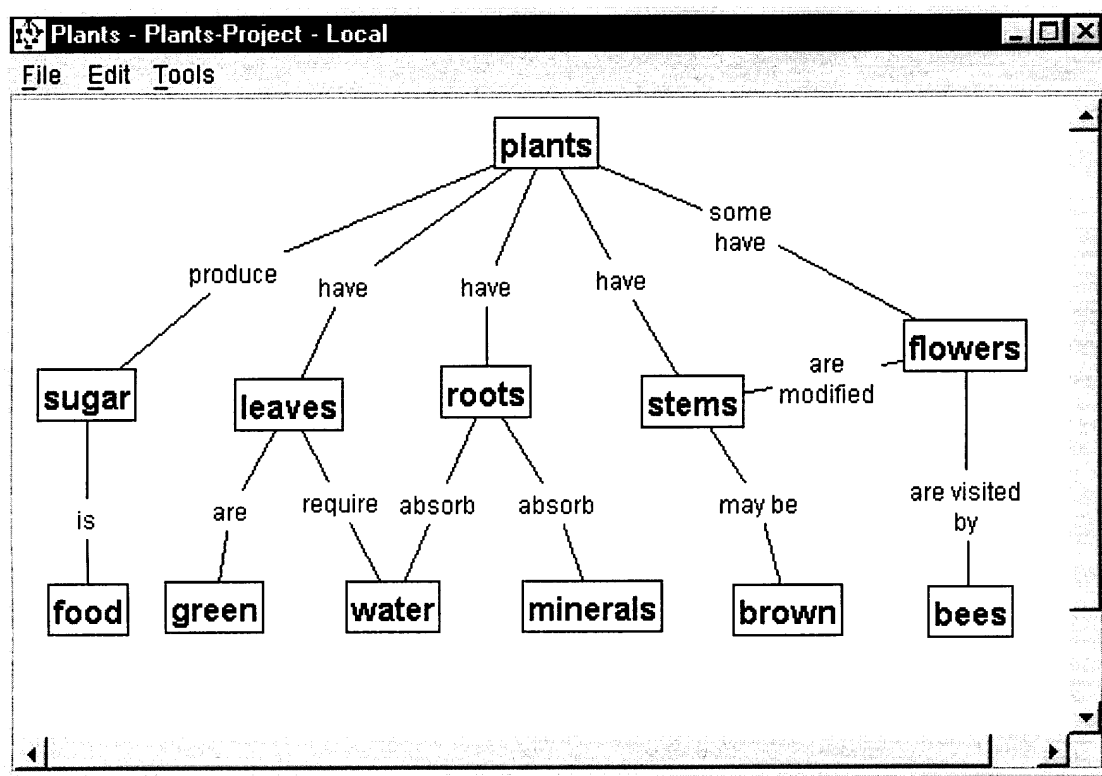 Plants - Plants-Project - Local
File Edit Tools
plants
some
have
produce
have
have
have
flowers
are
modified
sugar
leaves
roots
stems
is
are
require
absorb
absorb
may be
are visited
by
food
green
water
minerals
brown
bees